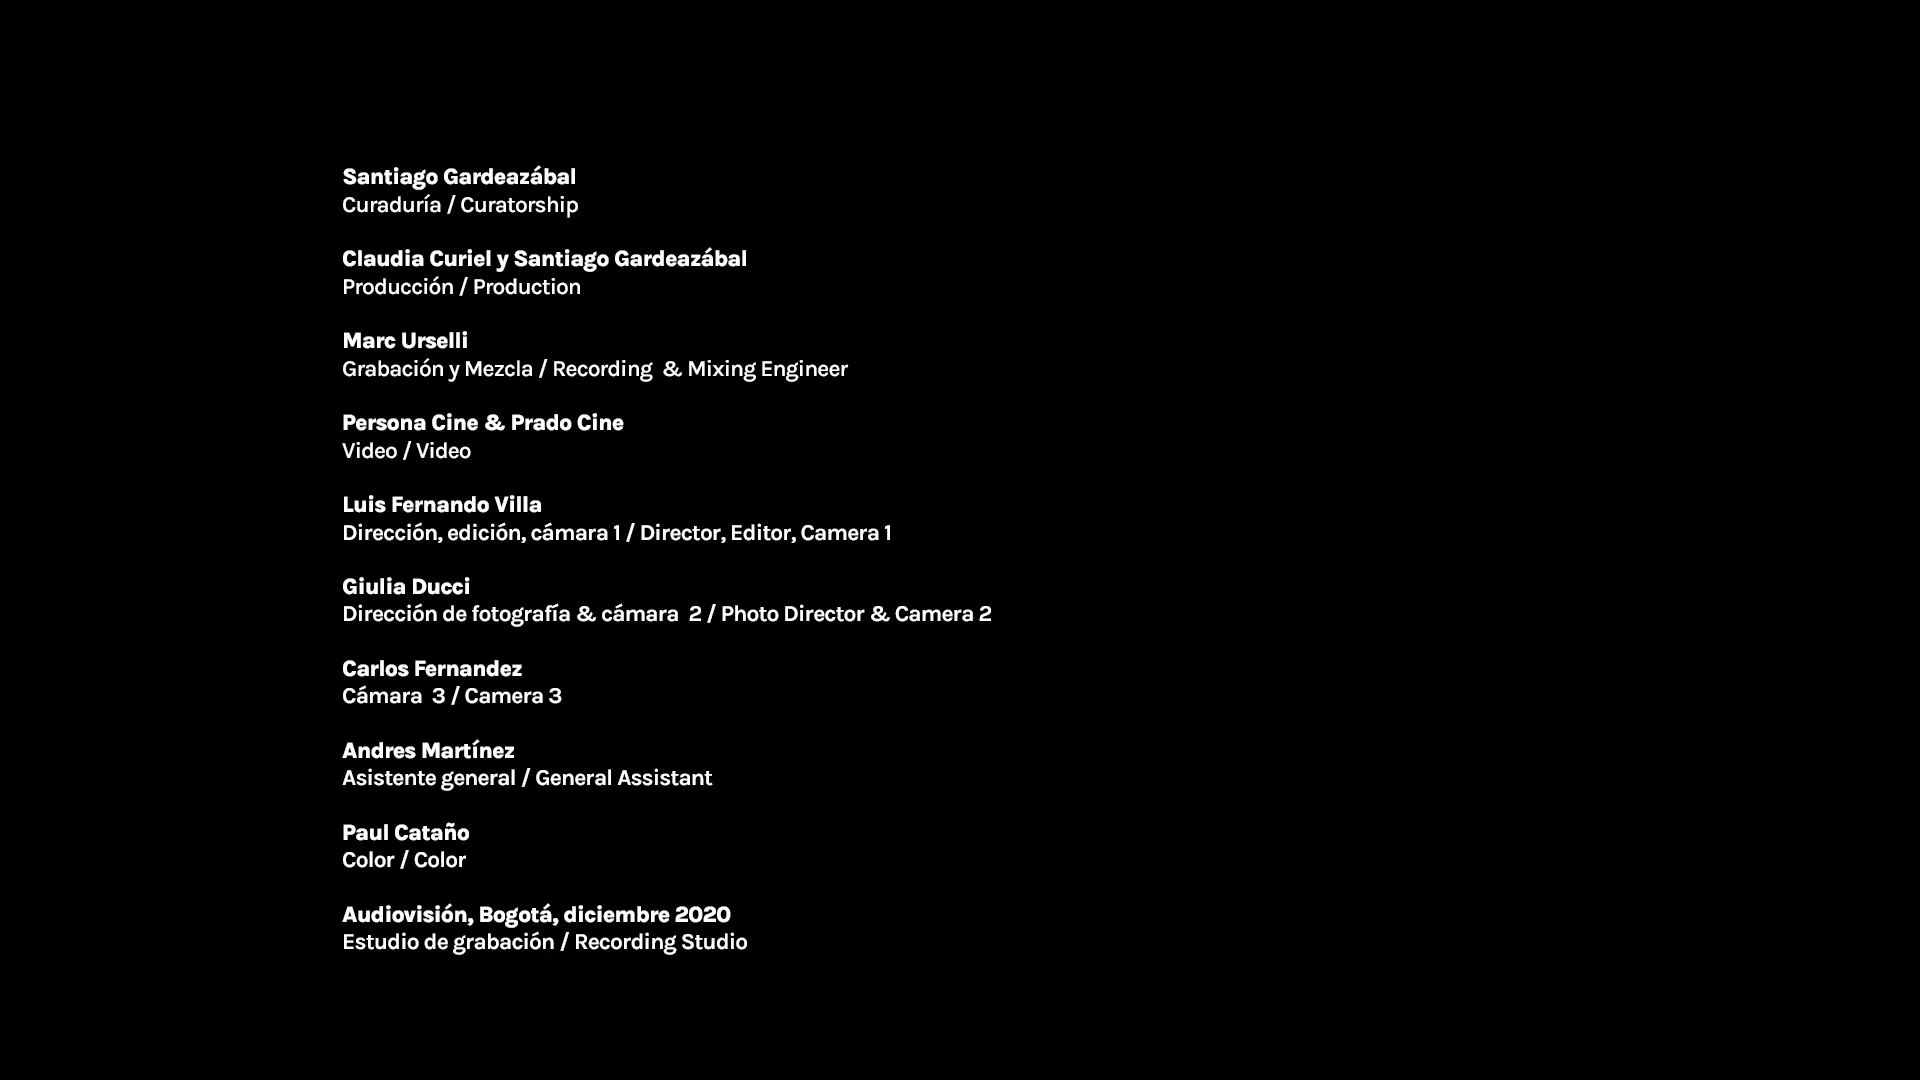 Santiago Gardeazábal
Curaduría / Curatorship
Claudia Curiel y Santiago Gardeazábal
Producción / Production
Marc Urselli
Grabación y Mezcla / Recording  & Mixing Engineer
Persona Cine & Prado Cine
Video / Video
Luis Fernando Villa
Dirección, edición, cámara 1 / Director, Editor, Camera 1
Giulia Ducci
Dirección de fotografía & cámara  2 / Photo Director & Camera 2
Carlos Fernandez
Cámara  3 / Camera 3
Andres Martínez
Asistente general / General Assistant
Paul Cataño
Color / Color
Audiovisión, Bogotá, diciembre 2020
Estudio de grabación / Recording Studio